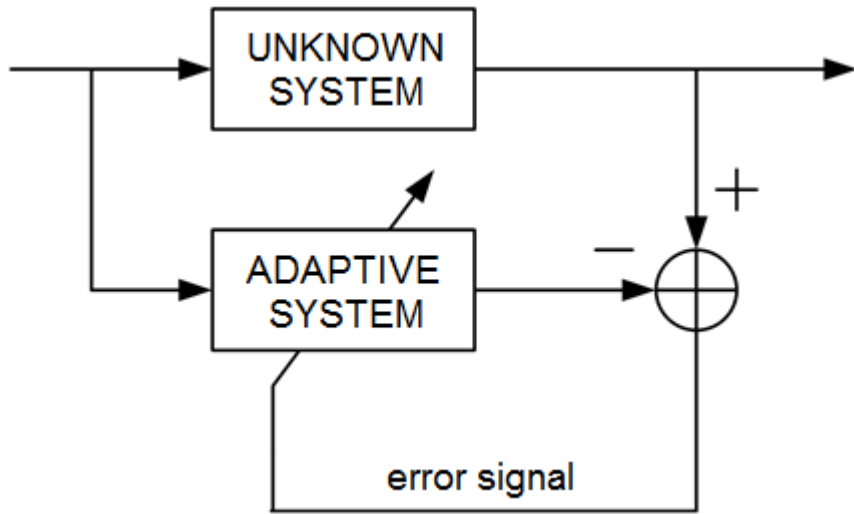 UNKNOWN
SYSTEM
+
−
ADAPTIVE
SYSTEM
error signal